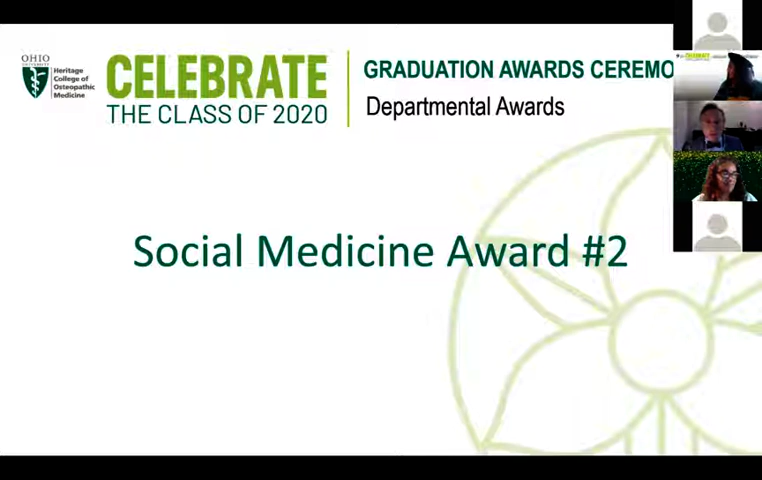 OHIO
UNIVERSITY
Heritage
College of
Osteopathic
Medicine
CELEBRATE
THE CLASS OF 2020
GRADUATION AWARDS CEREMO
Departmental Awards
Social Medicine Award #2